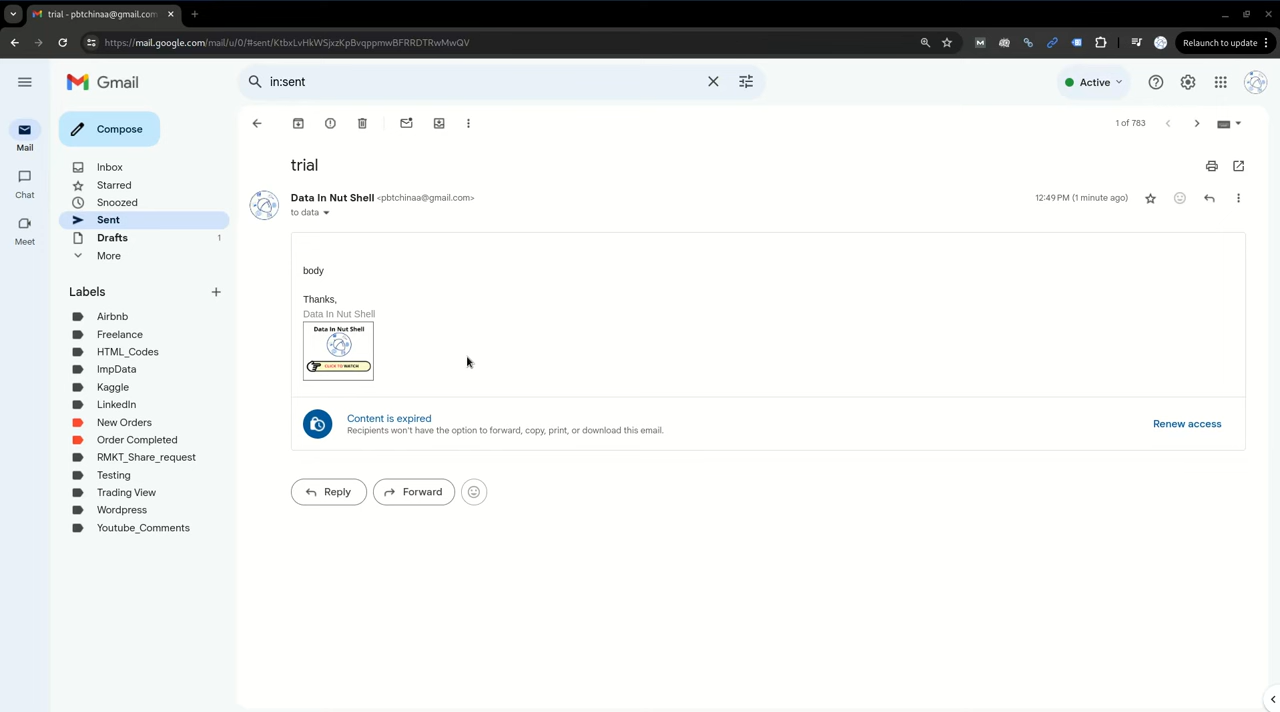 trial - pbtchinaa@gmail.com
https://mail.google.com/mail/u/0/#sent/KtbxLvHkWSjxzKpBvqppmwBFRRDTRwMwQV
Relaunch to update
Gmail
in:sent
Active
Compose
1 of 783
Mail
Inbox
trial
Starred
Chat
Snoozed
Data In Nut Shell <pbtchinaa@gmail.com>
12:49 PM (1 minute ago)
to data
Sent
Meet
Drafts 1
More
body
Labels
Thanks,
Data In Nut Shell
Data In Nut Shell
CLICK TO WATCH
Airbnb
Freelance
HTML_Codes
ImpData
Kaggle
LinkedIn
New Orders
Order Completed
RMKT_Share_request
Testing
Trading View
Wordpress
Youtube_Comments
Content is expired
Recipients won't have the option to forward, copy, print, or download this email.
Renew access
Reply
Forward